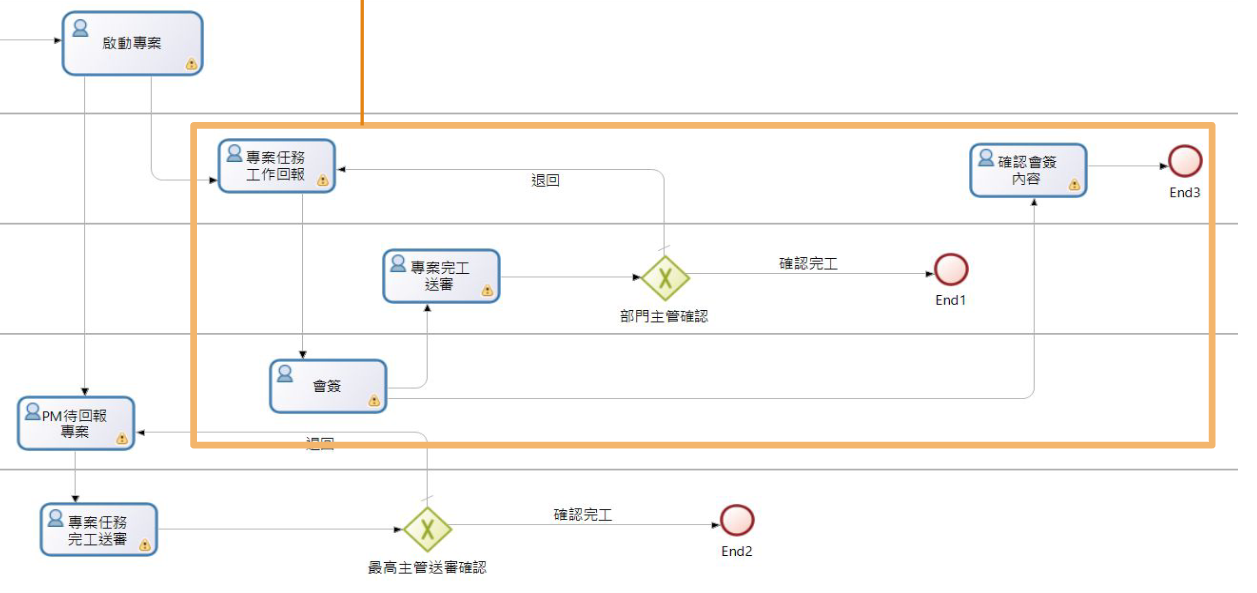 啟動專案
專案任務
工作回報
退回
確認會簽
內容
End3
專案完工
送審
確認完工
部門主管確認
End1
會簽
PM待回報
專案
退回
專案任務
完工送審
確認完工
最高主管送審確認
End2